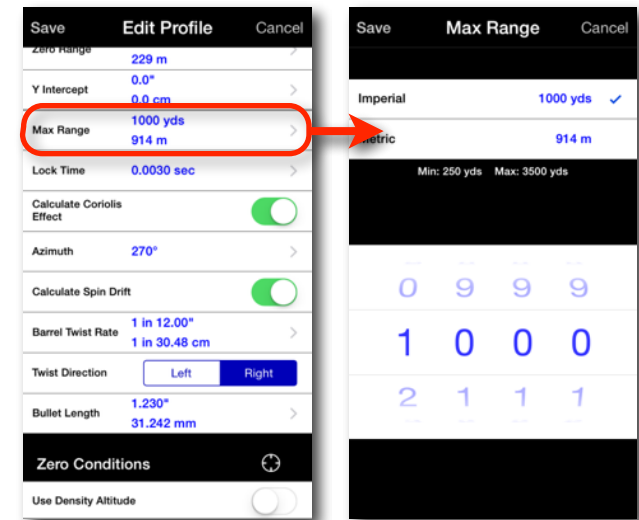 Save Edit Profile Cancel
Zero Range
229 m
Y Intercept
0.0"
0.0 cm
Max Range
1000 yds
914 m
Lock Time 0.0030 sec
Calculate Coriolis
Effect
Azimuth 270°
Calculate Spin Drift
Barrel Twist Rate
1 in 12.00"
1 in 30.48 cm
Twist Direction Left Right
Bullet Length
1.230"
31.242 mm
Zero Conditions
Use Density Altitude
Save Max Range Cancel
Imperial 1000 yds
Metric 914 m
Min: 250 yds Max: 3500 yds
0 9 9 9
1 0 0 0
2 1 1 1